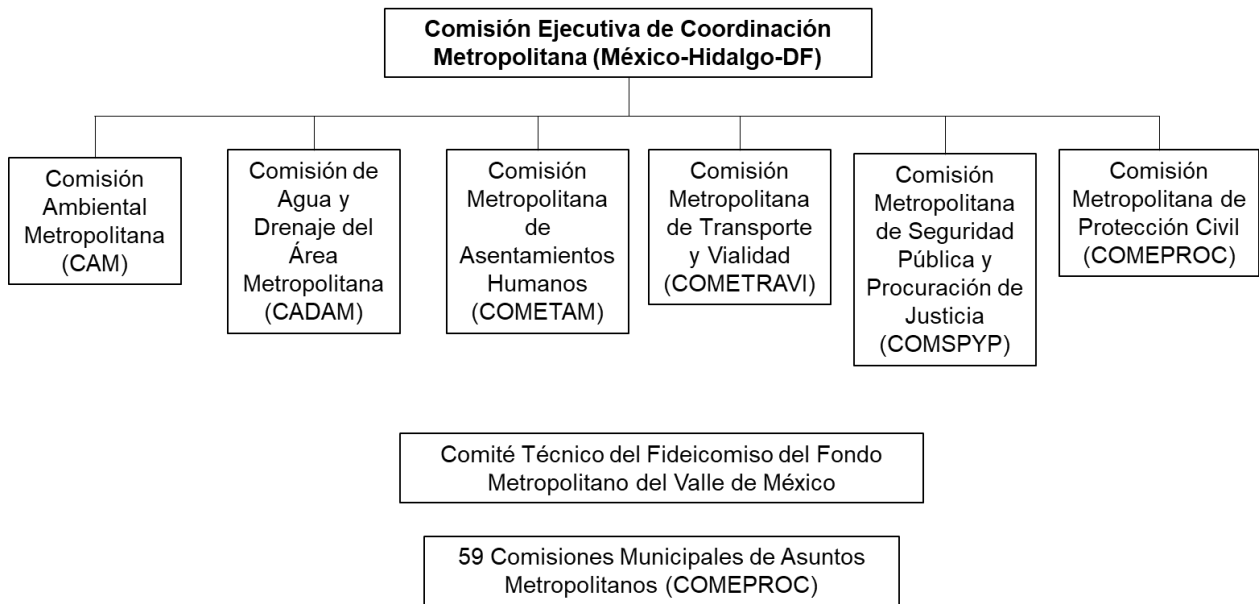 Comisión Ejecutiva de Coordinación
Metropolitana (México-Hidalgo-DF)
Comisión
Ambiental
Metropolitana
(CAM)
Comisión de
Agua y
Drenaje del
Área
Metropolitana
(CADAM)
Comisión
Metropolitana
de
Asentamientos
Humanos
(COMETAM)
Comisión
Metropolitana
de Transporte
y Vialidad
(COMETRAVI)
Comisión
Metropolitana
de Seguridad
Pública y
Procuración de
Justicia
(COMSPYP)
Comisión
Metropolitana de
Protección Civil
(COMEPROC)
Comité Técnico del Fideicomiso del Fondo
Metropolitano del Valle de México
59 Comisiones Municipales de Asuntos
Metropolitanos (COMEPROC)